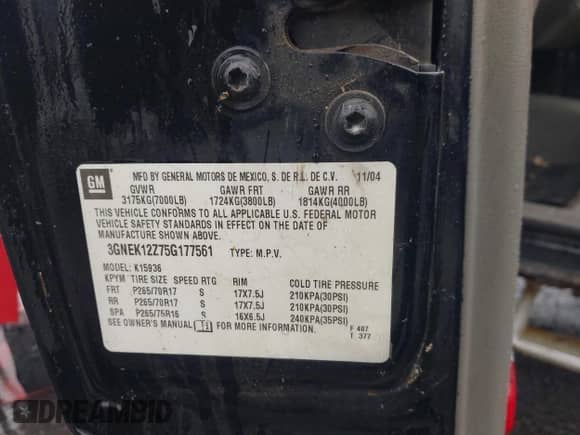 GM
MFD BY GENERAL MOTORS DE MEXICO, S. DE R.L. DE C.V. 11/04
GVWR GAWR FRT GAWR RR
3175KG(7000LB) 1724KG(3800LB) 1814KG(4000LB)
THIS VEHICLE CONFORMS TO ALL APPLICABLE U.S. FEDERAL MOTOR
VEHICLE SAFETY STANDARDS IN EFFECT ON THE DATE OF
MANUFACTURE SHOWN ABOVE.
3GNEK12Z75G177561 TYPE: M.P.V.
MODEL: K15936
KPYM TIRE SIZE SPEED RTG RIM COLD TIRE PRESSURE
FRT P265/70R17 S 17X7.5J 210KPA(30PSI)
RR P265/70R17 S 17X7.5J 210KPA(30PSI)
SPA P265/75R16 S 16X6.5J 240KPA(35PSI)
SEE OWNER'S MANUAL FOR MORE INFORMATION.
F 407
T 377
DREAMBID